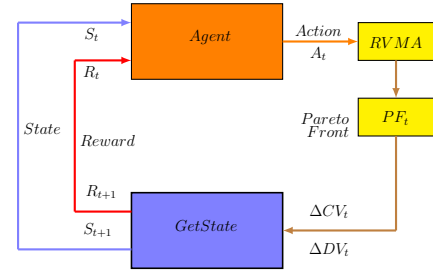 S_t
Agent
Action
A_t
RVMA
R_t
Pareto
Front
PF_t
State
Reward
R_{t+1}
S_{t+1}
GetState
ΔCV_t
ΔDV_t